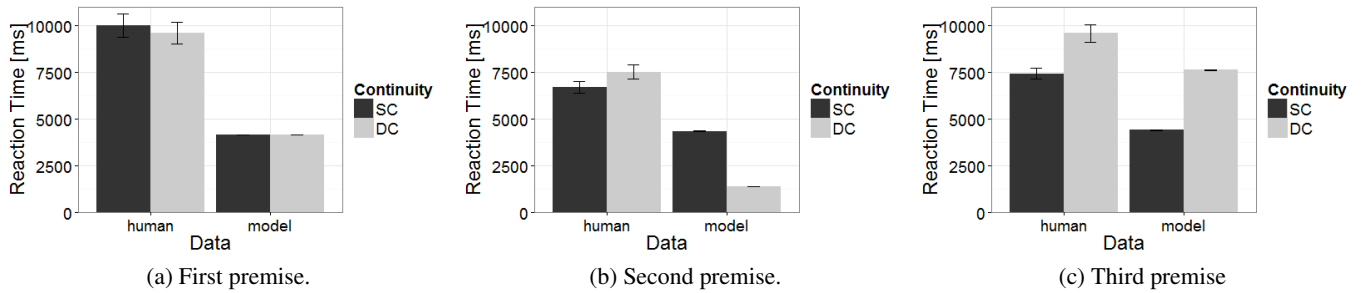 Reaction Time [ms]
10000
7500
5000
2500
0
human
model
Data
Continuity
SC
DC
(a) First premise.
Reaction Time [ms]
10000
7500
5000
2500
0
human
model
Data
Continuity
SC
DC
(b) Second premise.
Reaction Time [ms]
10000
7500
5000
2500
0
human
model
Data
Continuity
SC
DC
(c) Third premise